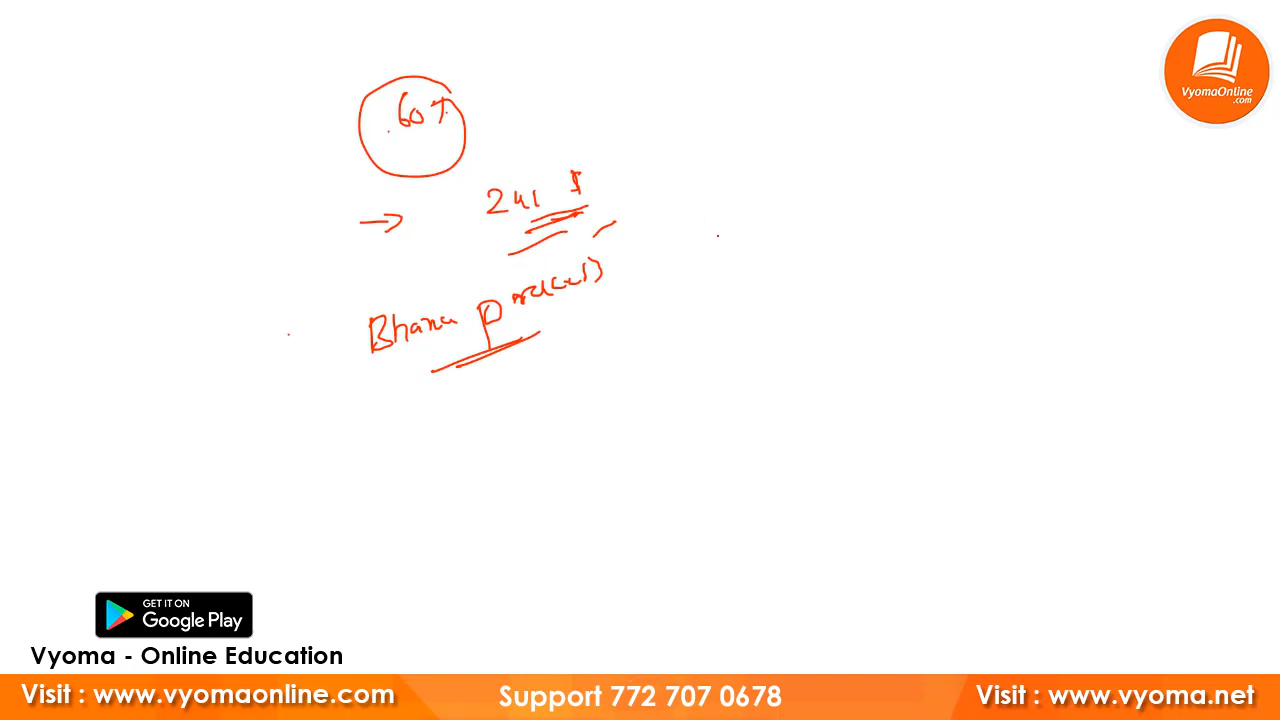 60%
VyomaOnline
.com
241 $
→
Bhanu
GET IT ON
Google Play
Vyoma - Online Education
Visit : www.vyomaonline.com
Support 772 707 0678
Visit : www.vyoma.net